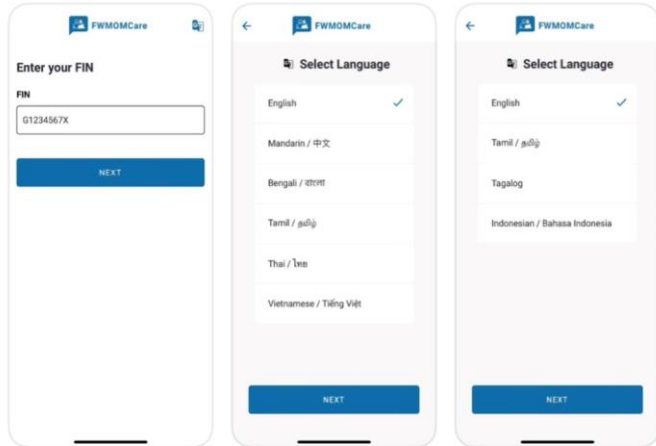 FWMOMCare
Enter your FIN
FIN
G1234567X
NEXT
FWMOMCare
Select Language
English
Mandarin / 中文
Bengali / বাংলা
Tamil / தமிழ்
Thai / ไทย
Vietnamese / Tiếng Việt
NEXT
FWMOMCare
Select Language
English
Tamil / தமிழ்
Tagalog
Indonesian / Bahasa Indonesia
NEXT